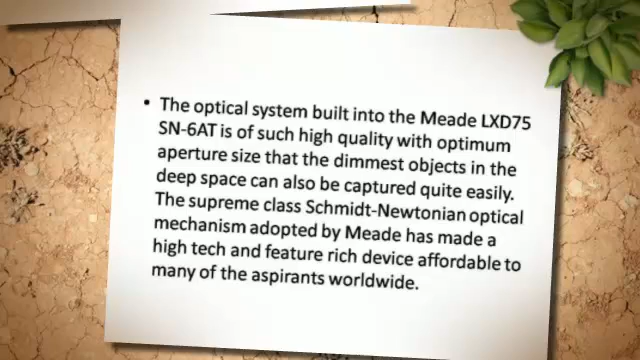 • The optical system built into the Meade LXD75
SN-6AT is of such high quality with optimum
aperture size that the dimmest objects in the
deep space can also be captured quite easily.
The supreme class Schmidt-Newtonian optical
mechanism adopted by Meade has made a
high tech and feature rich device affordable to
many of the aspirants worldwide.